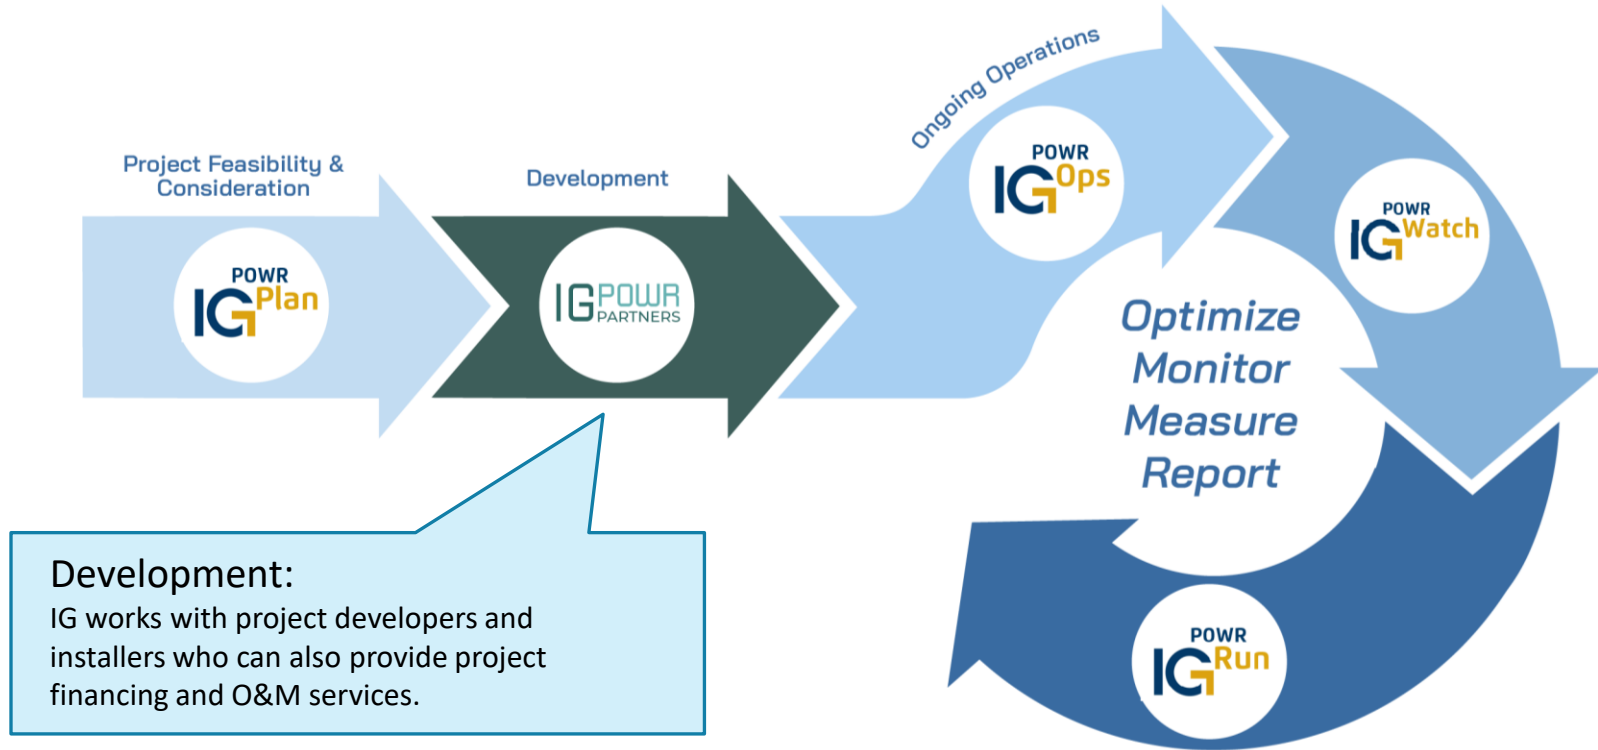 Project Feasibility &
Consideration
POWR
IG Plan
Development
IG POWR
PARTNERS
Ongoing Operations
POWR
IG Ops
POWR
IG Watch
Optimize
Monitor
Measure
Report
POWR
IG Run
Development:
IG works with project developers and
installers who can also provide project
financing and O&M services.